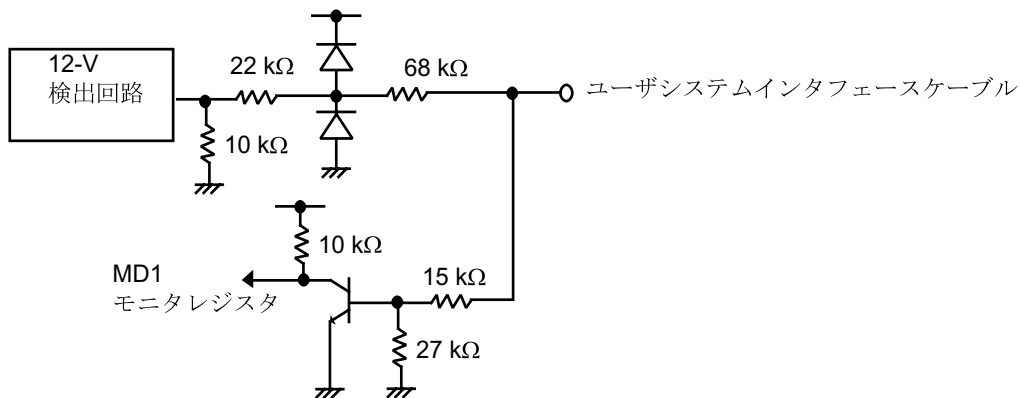 12-V
検出回路
22 kΩ
68 kΩ
ユーザシステムインタフェースケーブル
10 kΩ
10 kΩ
MD1
モニタレジスタ
15 kΩ
27 kΩ